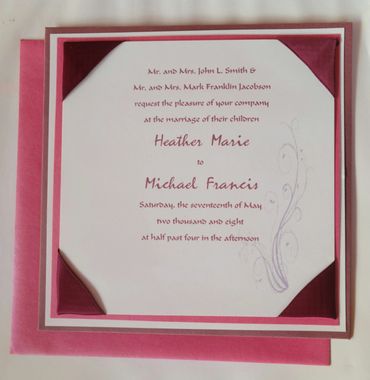 Mr. and Mrs. John L. Smith &
Mr. and Mrs. Mark Franklin Jacobson
request the pleasure of your company
at the marriage of their children
Heather Marie
to
Michael Francis
Saturday, the seventeenth of May
two thousand and eight
at half past four in the afternoon